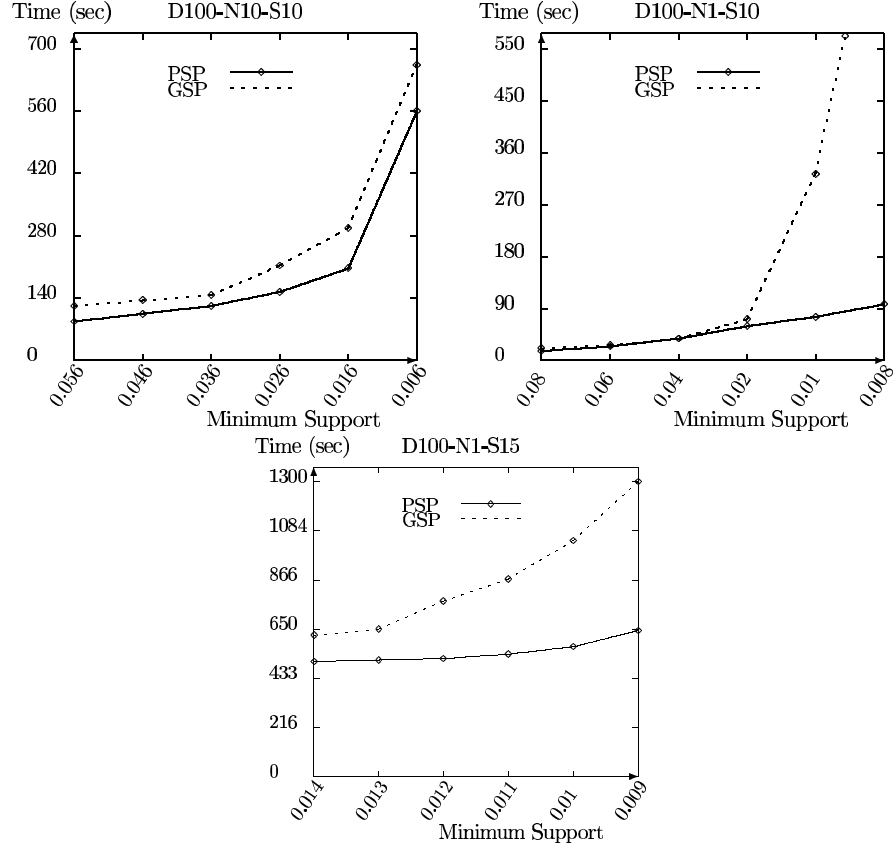 Time (sec) D100-N10-S10
700
560
420
280
140
0
PSP
GSP
0.056 0.046 0.036 0.026 0.016 0.006
Minimum Support
Time (sec) D100-N1-S10
550
450
360
270
180
90
0
PSP
GSP
0.08 0.06 0.04 0.02 0.01 0.008
Minimum Support
Time (sec) D100-N1-S15
1300
1084
866
650
433
216
0
PSP
GSP
0.014 0.013 0.012 0.011 0.01 0.009
Minimum Support